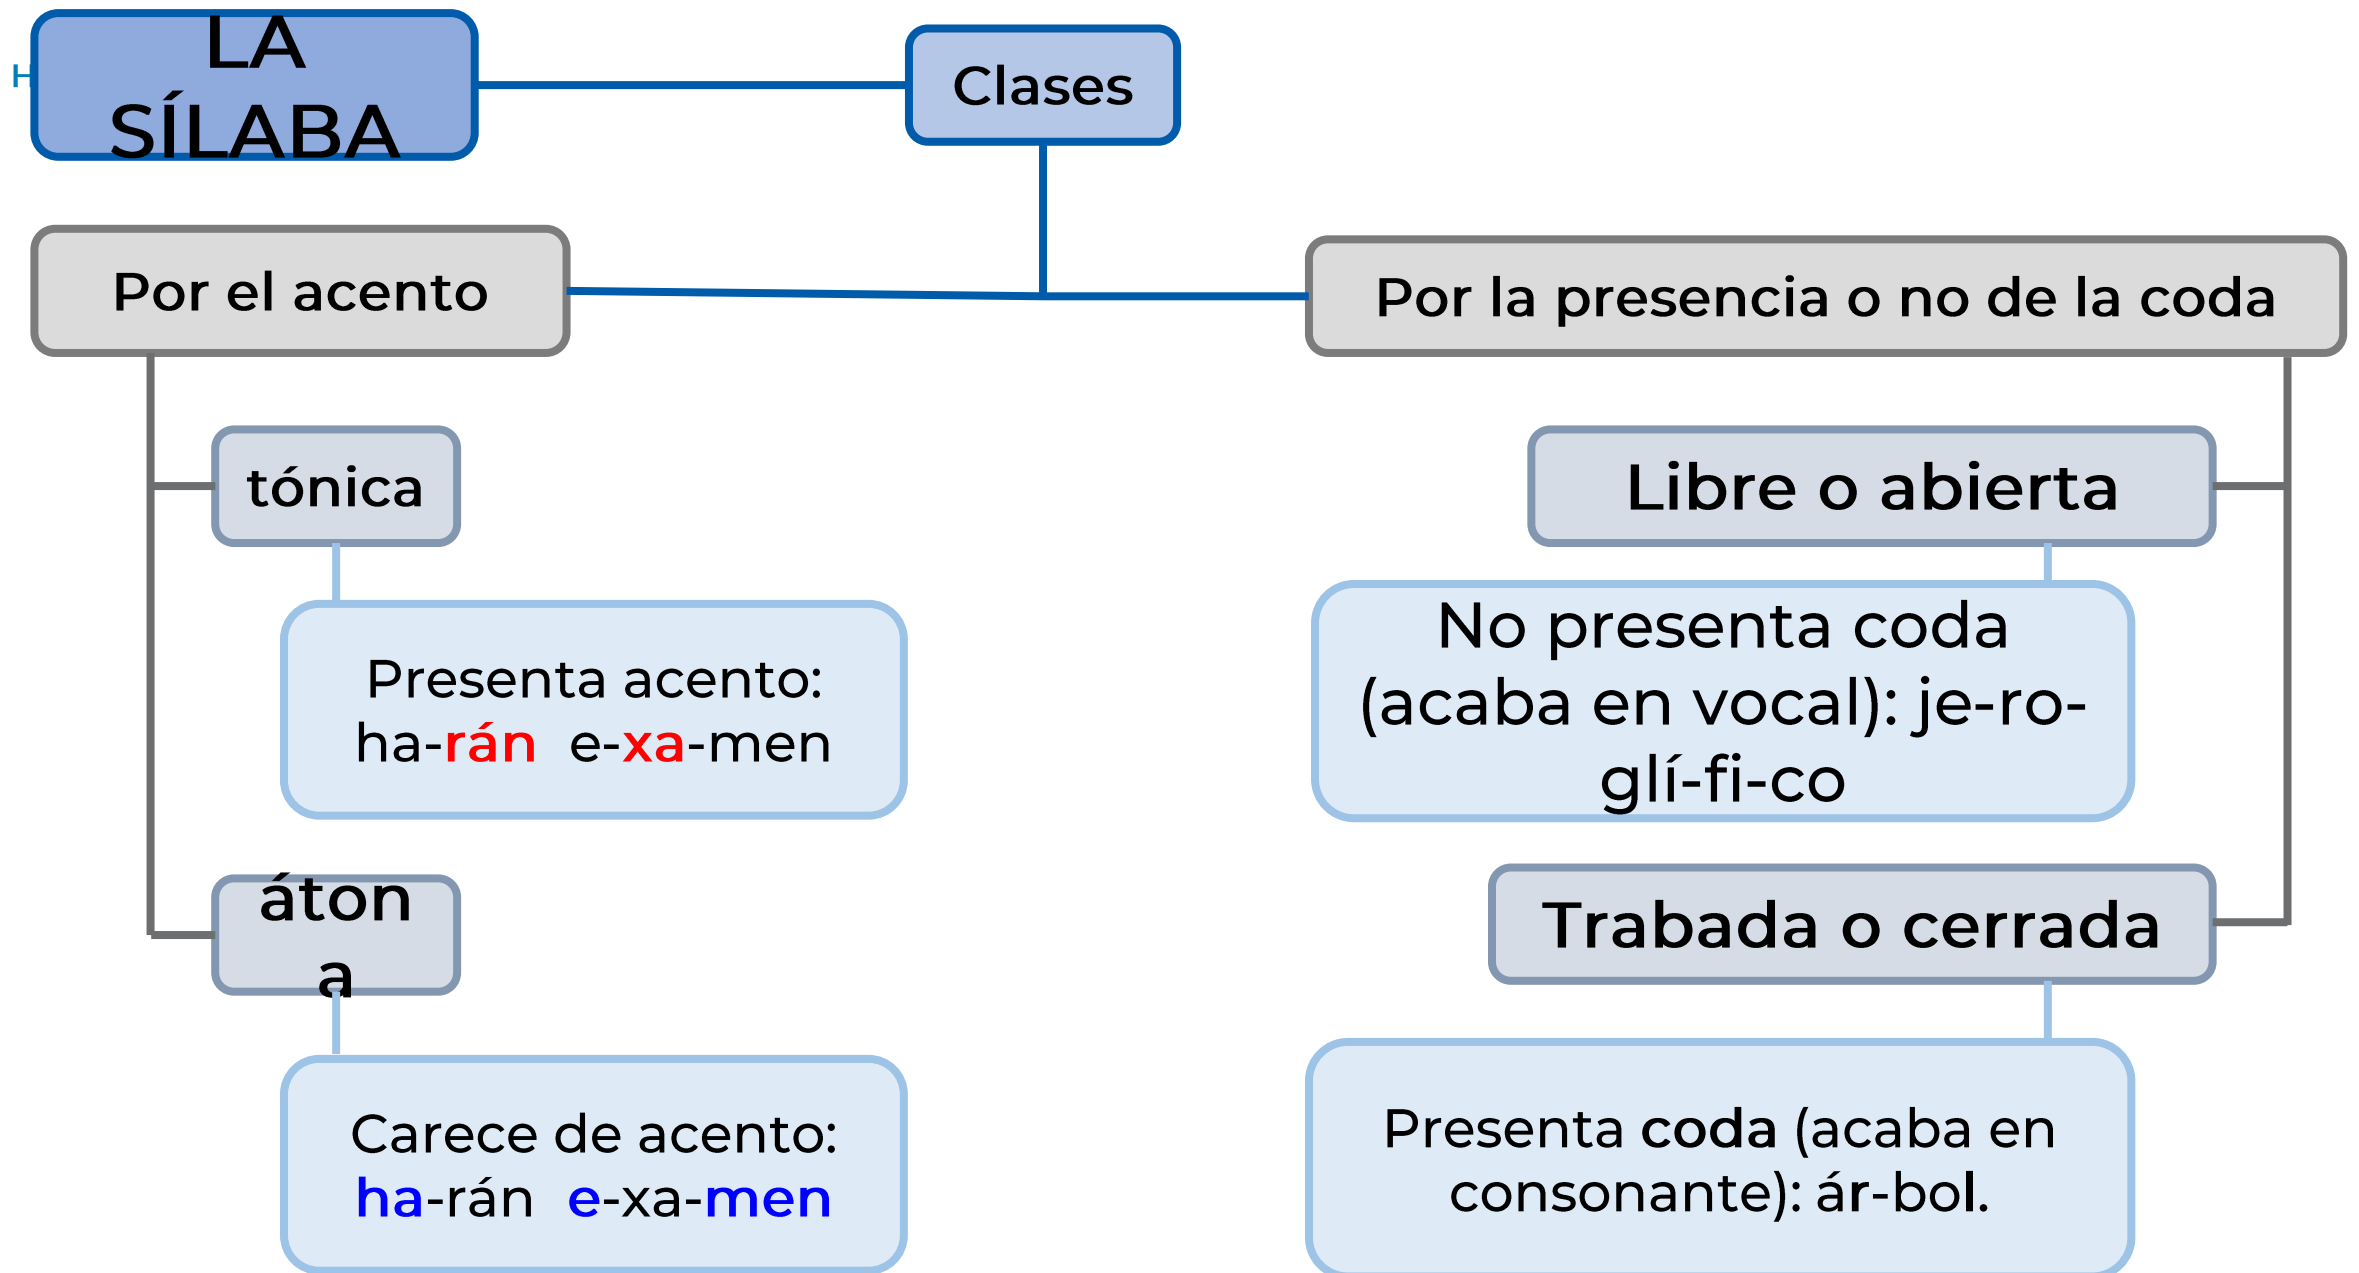 LA
SÍLABA
Clases
Por el acento
Por la presencia o no de la coda
tónica
Presenta acento:
ha-rán  e-xa-men
áton
a
Carece de acento:
ha-rán  e-xa-men
Libre o abierta
No presenta coda
(acaba en vocal): je-ro-
glí-fi-co
Trabada o cerrada
Presenta coda (acaba en
consonante): ár-bol.